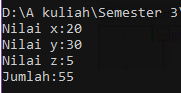 D:\A kuliah\Semester 3\
Nilai x:20
Nilai y:30
Nilai z:5
Jumlah:55